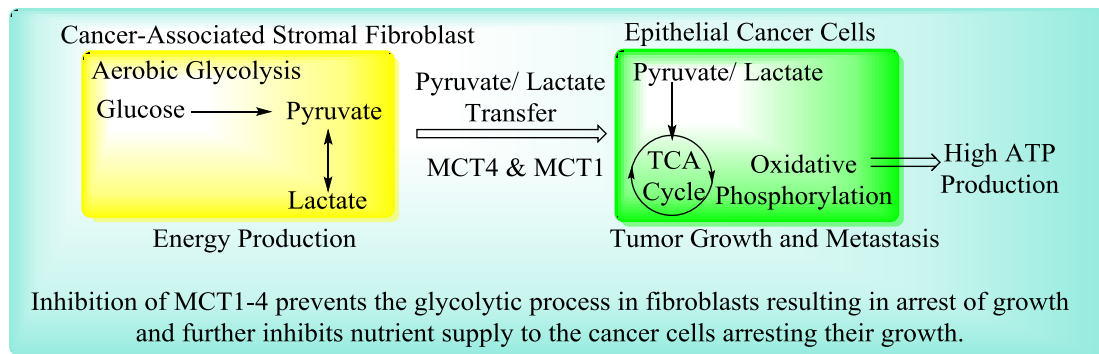 Cancer-Associated Stromal Fibroblast
Aerobic Glycolysis
Glucose
Pyruvate
Lactate
Energy Production
Pyruvate/ Lactate
Transfer
MCT4 & MCT1
Epithelial Cancer Cells
Pyruvate/ Lactate
TCA
Cycle
Oxidative
Phosphorylation
Tumor Growth and Metastasis
High ATP
Production
Inhibition of MCT1-4 prevents the glycolytic process in fibroblasts resulting in arrest of growth
and further inhibits nutrient supply to the cancer cells arresting their growth.